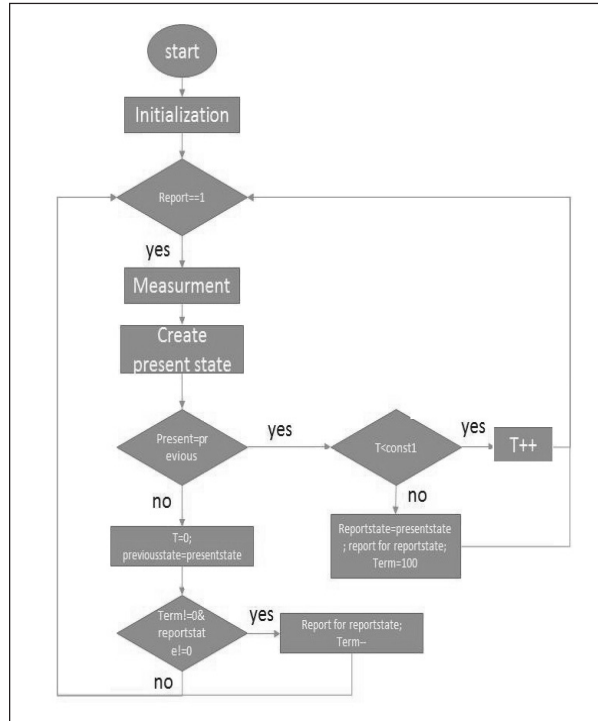 start
Initialization
Report==1
yes
Measurment
Create
present state
Present=pr
evious
yes
T<const1
yes
T++
no
no
T=0;
previousstate=presentstate
Reportstate=presentstate
; report for reportstate;
Term=100
Term!=0&
reportstat
e!=0
yes
Report for reportstate;
Term--
no